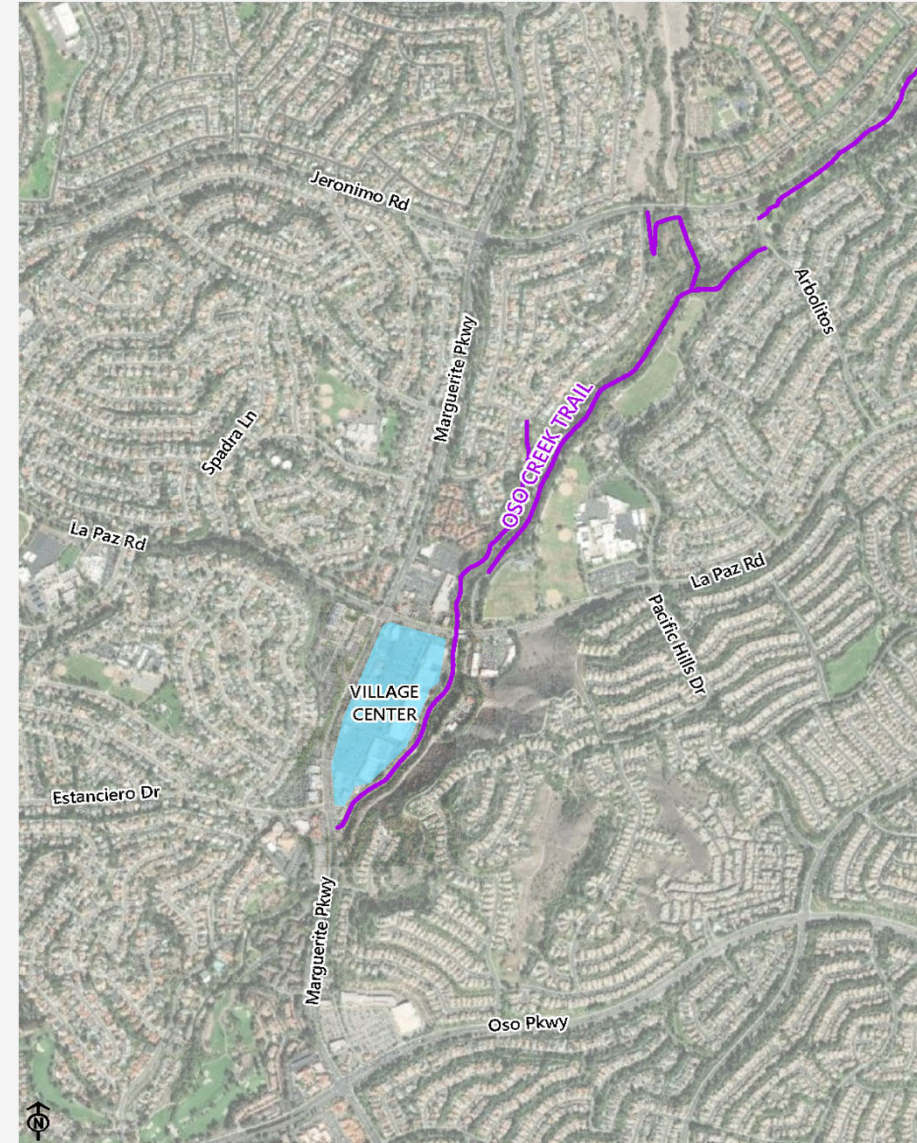 Jeronimo Rd
Arbolitos
Marguerite Pkwy
OSO CREEK TRAIL
Spadra Ln
La Paz Rd
La Paz Rd
Pacific Hills Dr
VILLAGE
CENTER
Estanciero Dr
Marguerite Pkwy
Oso Pkwy
N